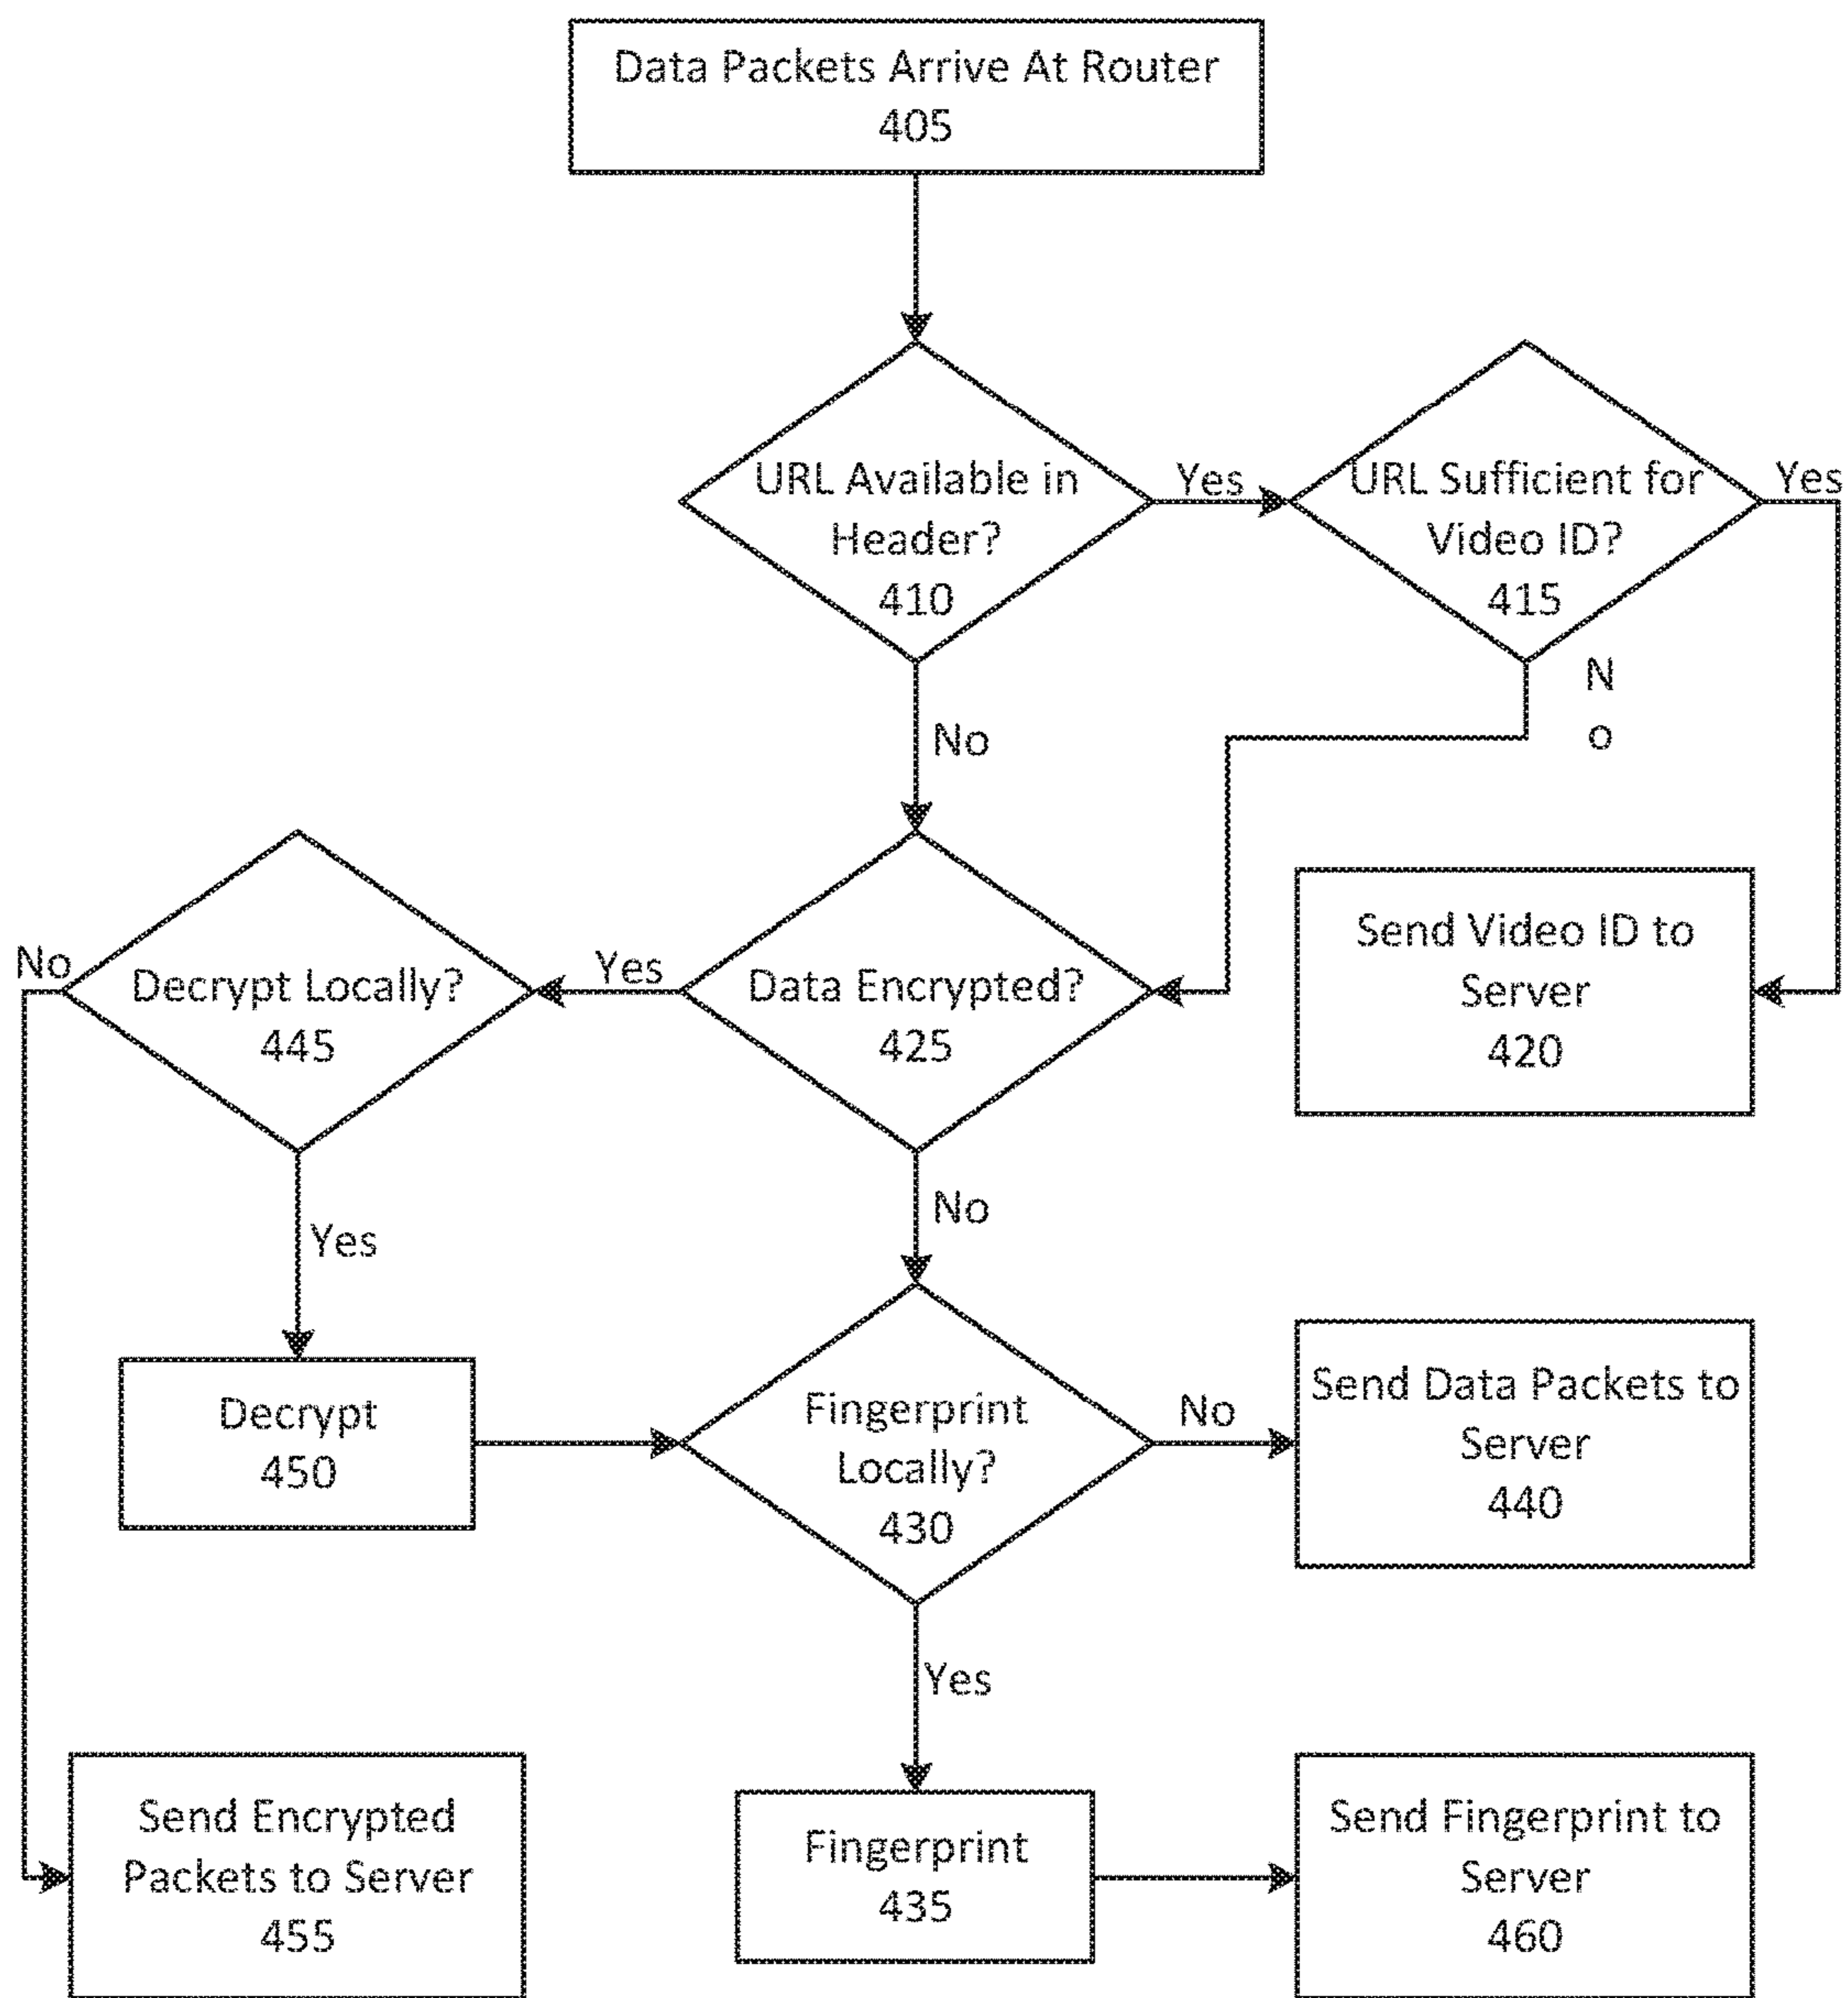 Data Packets Arrive At Router
405
URL Available in
Header?
410
Yes
URL Sufficient for
Video ID?
415
Yes
N
o
No
Send Video ID to
Server
420
Data Encrypted?
425
Yes
Decrypt Locally?
445
No
No
Yes
Decrypt
450
Fingerprint
Locally?
430
No
Send Data Packets to
Server
440
Yes
Send Encrypted
Packets to Server
455
Fingerprint
435
Send Fingerprint to
Server
460